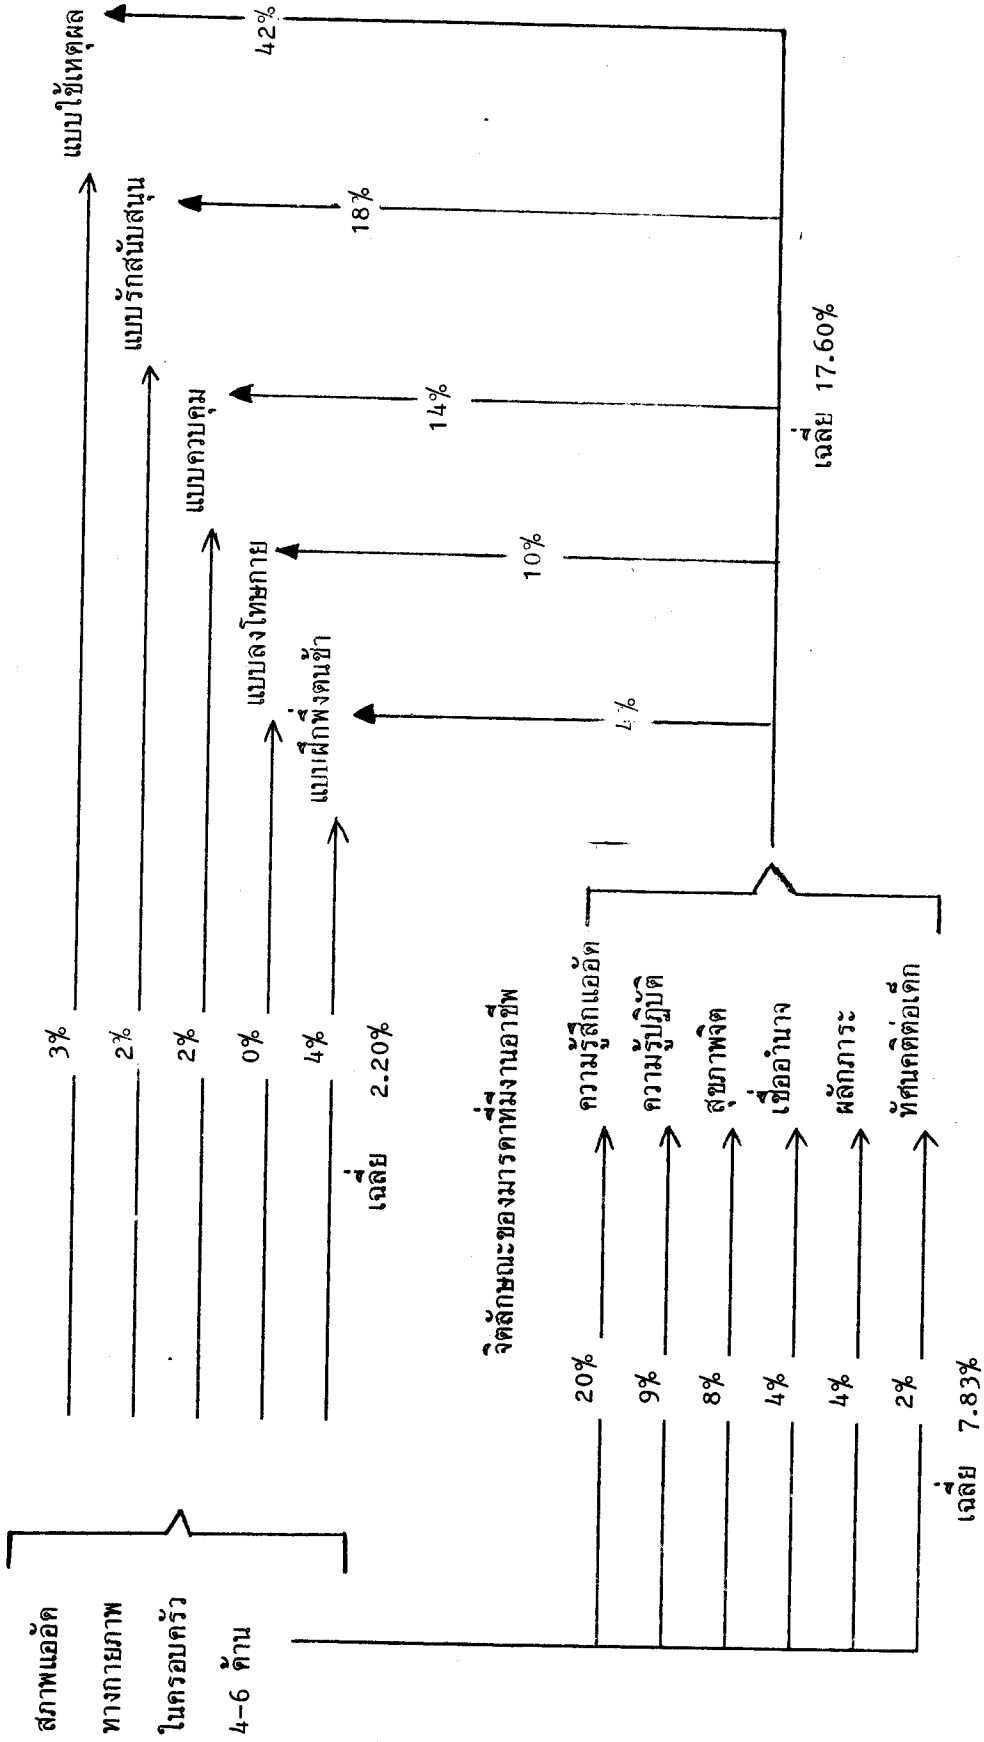 สภาพแออัด
ทางกายภาพ
ในครอบครัว
4-6 ด้าน
3%
แบบใช้เหตุผล
2%
แบบรักสนับสนุน
2%
แบบควบคุม
0%
แบบลงโทษกาย
4%
แบบฝึกพึ่งตนช้า
เฉลี่ย 2.20%
จิตลักษณะของมารดาที่มีงานอาชีพ
20%
ความรู้สึกแออัด
9%
ความรู้ปฏิบัติ
8%
สุขภาพจิต
4%
เชื่ออำนาจ
4%
ผลักภาระ
2%
ทัศนคติต่อเด็ก
เฉลี่ย 7.83%
4%
10%
14%
18%
42%
เฉลี่ย 17.60%